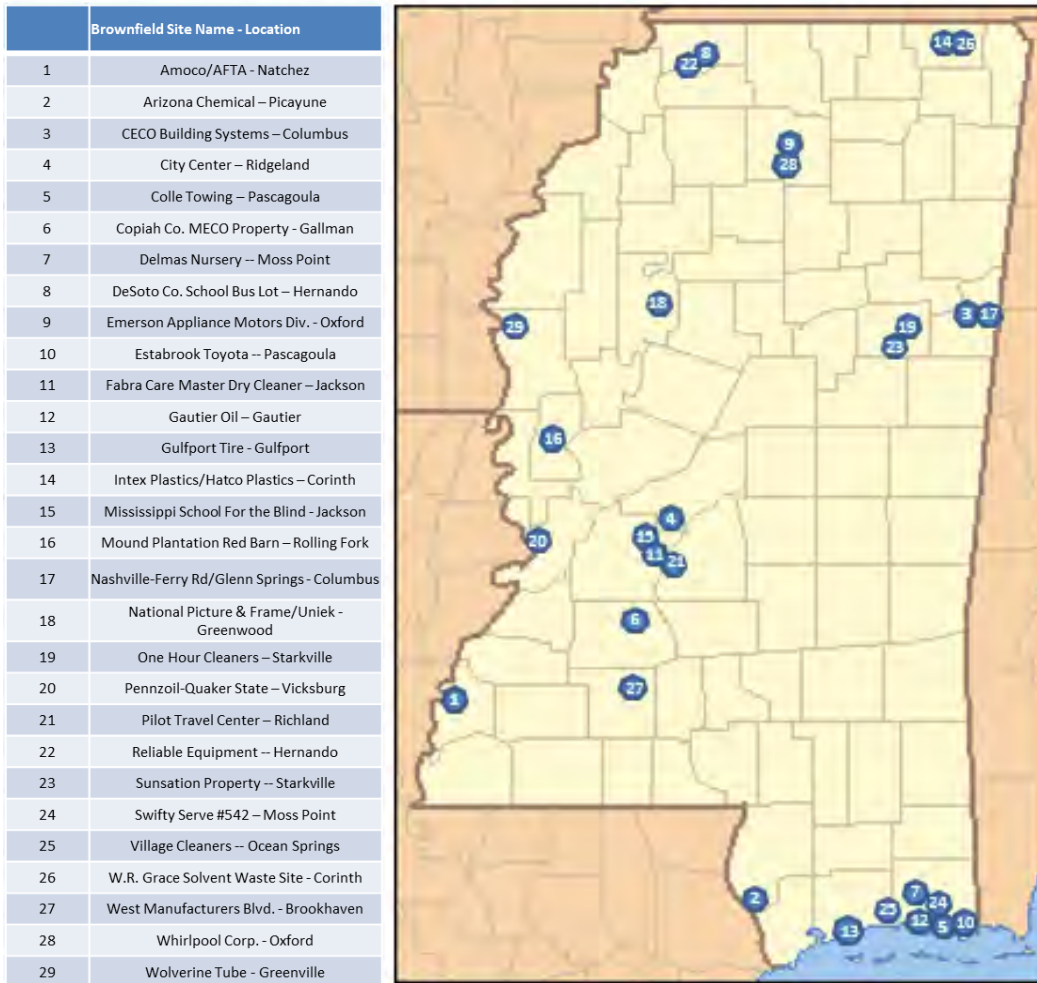 Brownfield Site Name - Location
1 Amoco/AFTA - Natchez
2 Arizona Chemical – Picayune
3 CECO Building Systems – Columbus
4 City Center – Ridgeland
5 Colle Towing – Pascagoula
6 Copiah Co. MECO Property - Gallman
7 Delmas Nursery -- Moss Point
8 DeSoto Co. School Bus Lot – Hernando
9 Emerson Appliance Motors Div. - Oxford
10 Estabrook Toyota -- Pascagoula
11 Fabra Care Master Dry Cleaner – Jackson
12 Gautier Oil – Gautier
13 Gulfport Tire - Gulfport
14 Intex Plastics/Hatco Plastics – Corinth
15 Mississippi School For the Blind - Jackson
16 Mound Plantation Red Barn – Rolling Fork
17 Nashville-Ferry Rd/Glenn Springs - Columbus
18 National Picture & Frame/Uniek -
Greenwood
19 One Hour Cleaners – Starkville
20 Pennzoil-Quaker State – Vicksburg
21 Pilot Travel Center – Richland
22 Reliable Equipment -- Hernando
23 Sunsation Property -- Starkville
24 Swifty Serve #542 – Moss Point
25 Village Cleaners -- Ocean Springs
26 W.R. Grace Solvent Waste Site - Corinth
27 West Manufacturers Blvd. - Brookhaven
28 Whirlpool Corp. - Oxford
29 Wolverine Tube - Greenville
14 26
8
22
9
28
18
3 17
29
19
23
16
4
15
20
11
21
6
27
1
7
2
24
25
12
5 10
13